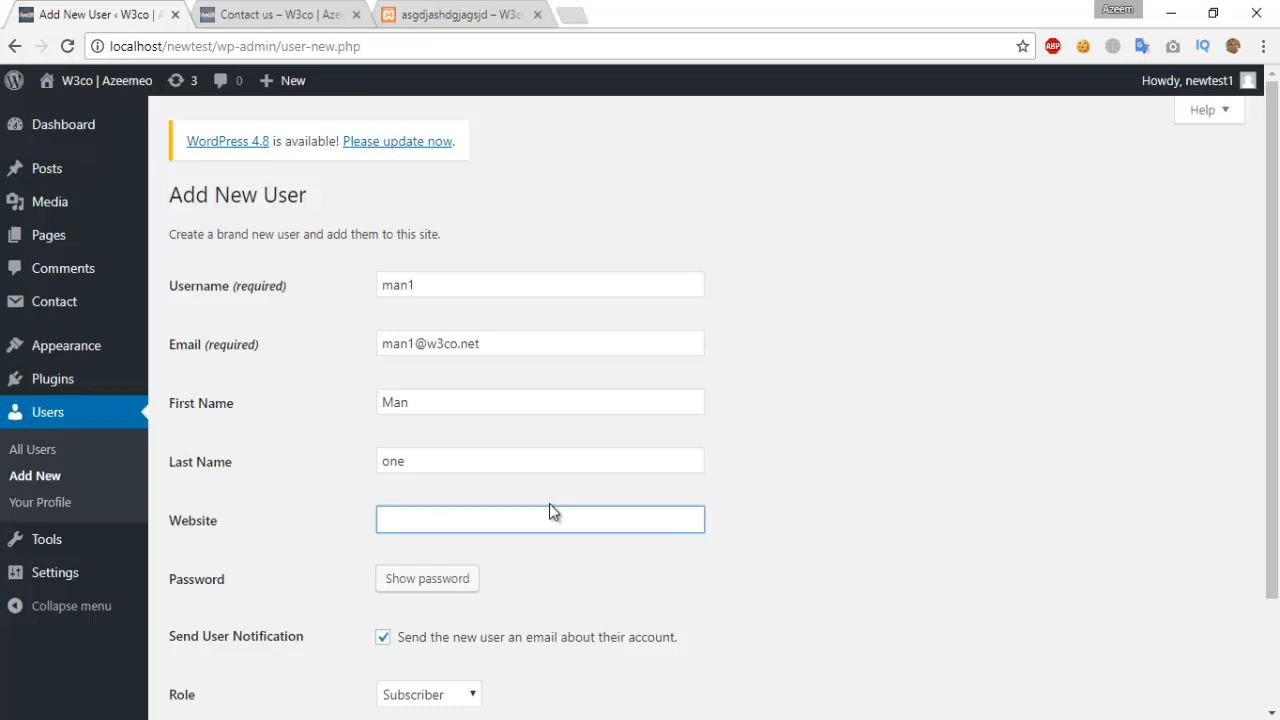 Add New User ‹ W3co | A
Contact us – W3co | Azee
asgdjashdgjagsjd – W3c
Azeem
localhost/newtest/wp-admin/user-new.php
ABP
IQ
W3co | Azeemeo
3
0
New
Howdy, newtest1
Help
Dashboard
Posts
Media
Pages
Comments
Contact
Appearance
Plugins
Users
All Users
Add New
Your Profile
Tools
Settings
Collapse menu
WordPress 4.8 is available! Please update now.
Add New User
Create a brand new user and add them to this site.
Username (required)
man1
Email (required)
man1@w3co.net
First Name
Man
Last Name
one
Website
Password
Show password
Send User Notification
Send the new user an email about their account.
Role
Subscriber